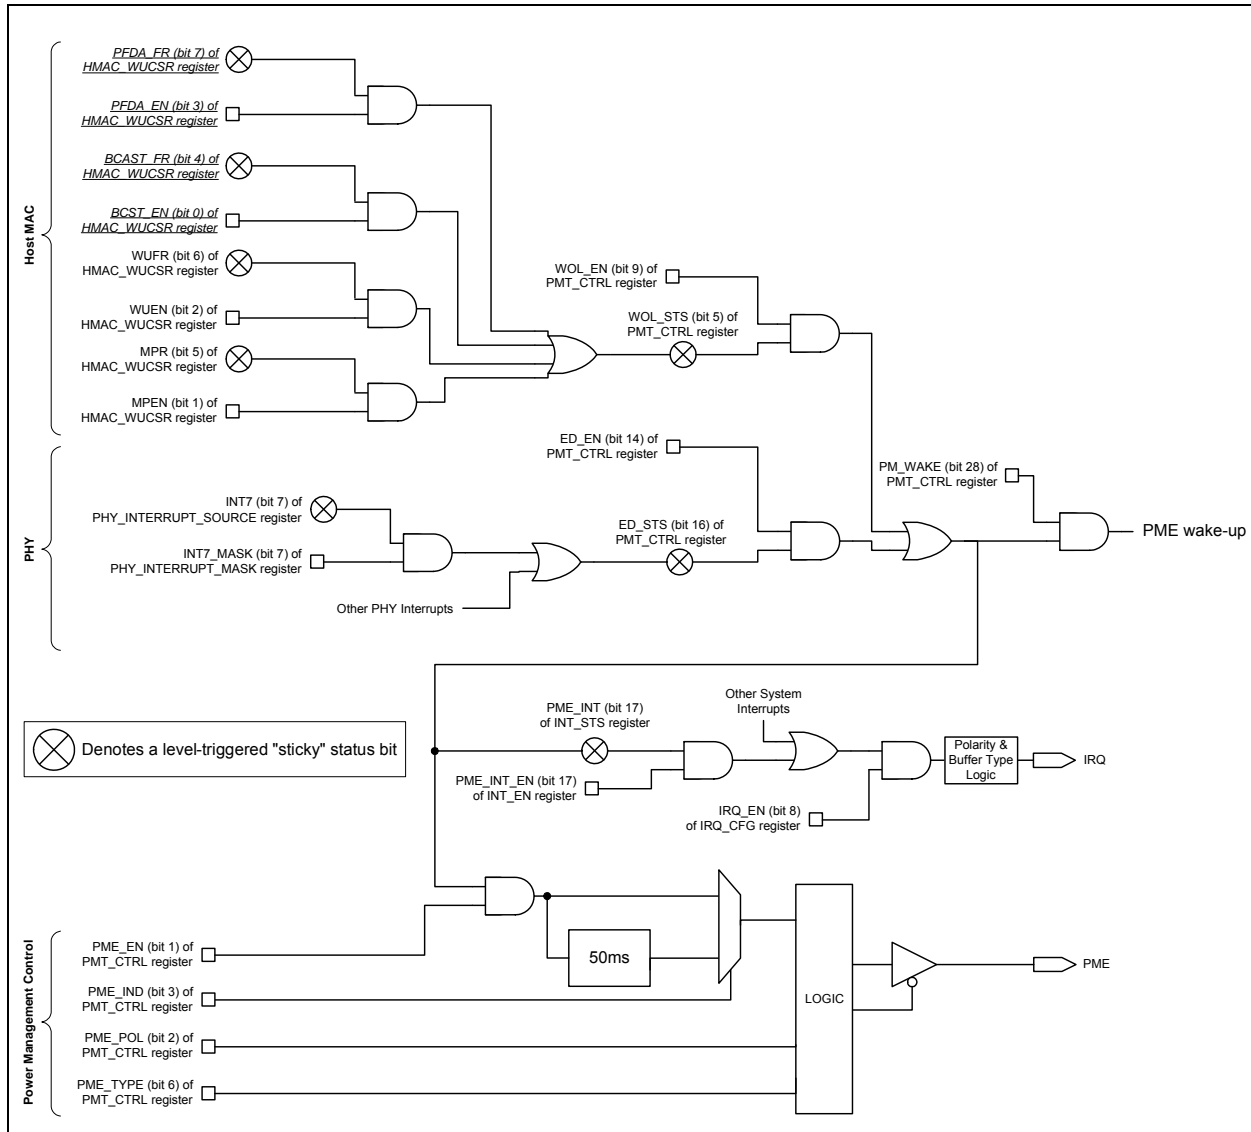 Host MAC
PFDA_FR (bit 7) of
HMAC_WUCSR register
PFDA_EN (bit 3) of
HMAC_WUCSR register
BCAST_FR (bit 4) of
HMAC_WUCSR register
BCST_EN (bit 0) of
HMAC_WUCSR register
WUFR (bit 6) of
HMAC_WUCSR register
WUEN (bit 2) of
HMAC_WUCSR register
MPR (bit 5) of
HMAC_WUCSR register
MPEN (bit 1) of
HMAC_WUCSR register
WOL_EN (bit 9) of
PMT_CTRL register
WOL_STS (bit 5) of
PMT_CTRL register
PHY
INT7 (bit 7) of
PHY_INTERRUPT_SOURCE register
INT7_MASK (bit 7) of
PHY_INTERRUPT_MASK register
Other PHY Interrupts
ED_EN (bit 14) of
PMT_CTRL register
ED_STS (bit 16) of
PMT_CTRL register
PM_WAKE (bit 28) of
PMT_CTRL register
PME wake-up
Denotes a level-triggered "sticky" status bit
PME_INT (bit 17)
of INT_STS register
PME_INT_EN (bit 17)
of INT_EN register
Other System
Interrupts
IRQ_EN (bit 8)
of IRQ_CFG register
Polarity &
Buffer Type
Logic
IRQ
Power Management Control
PME_EN (bit 1) of
PMT_CTRL register
PME_IND (bit 3) of
PMT_CTRL register
PME_POL (bit 2) of
PMT_CTRL register
PME_TYPE (bit 6) of
PMT_CTRL register
50ms
LOGIC
PME